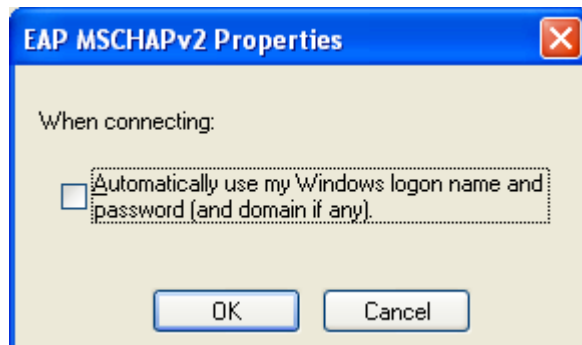 EAP MSCHAPv2 Properties
When connecting:
Automatically use my Windows logon name and
password (and domain if any).
OK Cancel